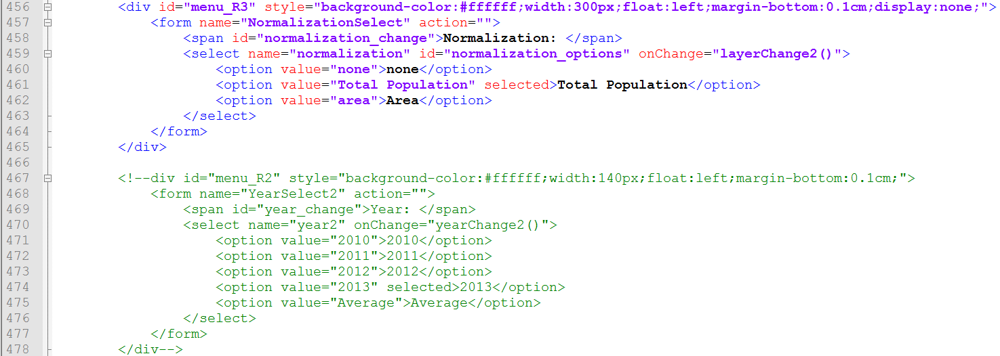 456 <div id="menu_R3" style="background-color:#ffffff;width:300px;float:left;margin-bottom:0.1cm;display:none;">
457 <form name="NormalizationSelect" action="">
458 <span id="normalization_change">Normalization: </span>
459 <select name="normalization" id="normalization_options" onChange="layerChange2()">
460 <option value="none">none</option>
461 <option value="Total Population" selected>Total Population</option>
462 <option value="area">Area</option>
463 </select>
464 </form>
465 </div>
466
467 <!--div id="menu_R2" style="background-color:#ffffff;width:140px;float:left;margin-bottom:0.1cm;">
468 <form name="YearSelect2" action="">
469 <span id="year_change">Year: </span>
470 <select name="year2" onChange="yearChange2()">
471 <option value="2010">2010</option>
472 <option value="2011">2011</option>
473 <option value="2012">2012</option>
474 <option value="2013" selected>2013</option>
475 <option value="Average">Average</option>
476 </select>
477 </form>
478 </div-->